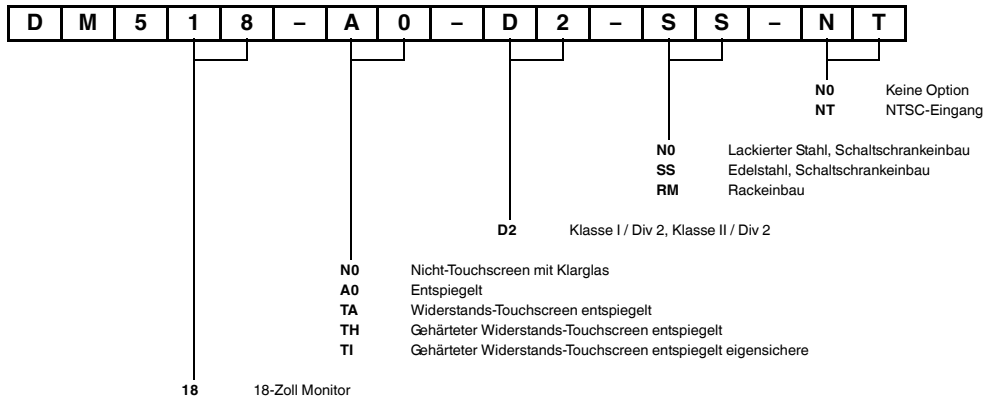 D M 5 1 8 – A 0 – D 2 – S S – N T
N0 Keine Option
NT NTSC-Eingang
N0 Lackierter Stahl, Schaltschrankeinbau
SS Edelstahl, Schaltschrankeinbau
RM Rackeinbau
D2 Klasse I / Div 2, Klasse II / Div 2
N0 Nicht-Touchscreen mit Klarglas
A0 Entspiegelt
TA Widerstands-Touchscreen entspiegelt
TH Gehärteter Widerstands-Touchscreen entspiegelt
TI Gehärteter Widerstands-Touchscreen entspiegelt eigensichere
18 18-Zoll Monitor